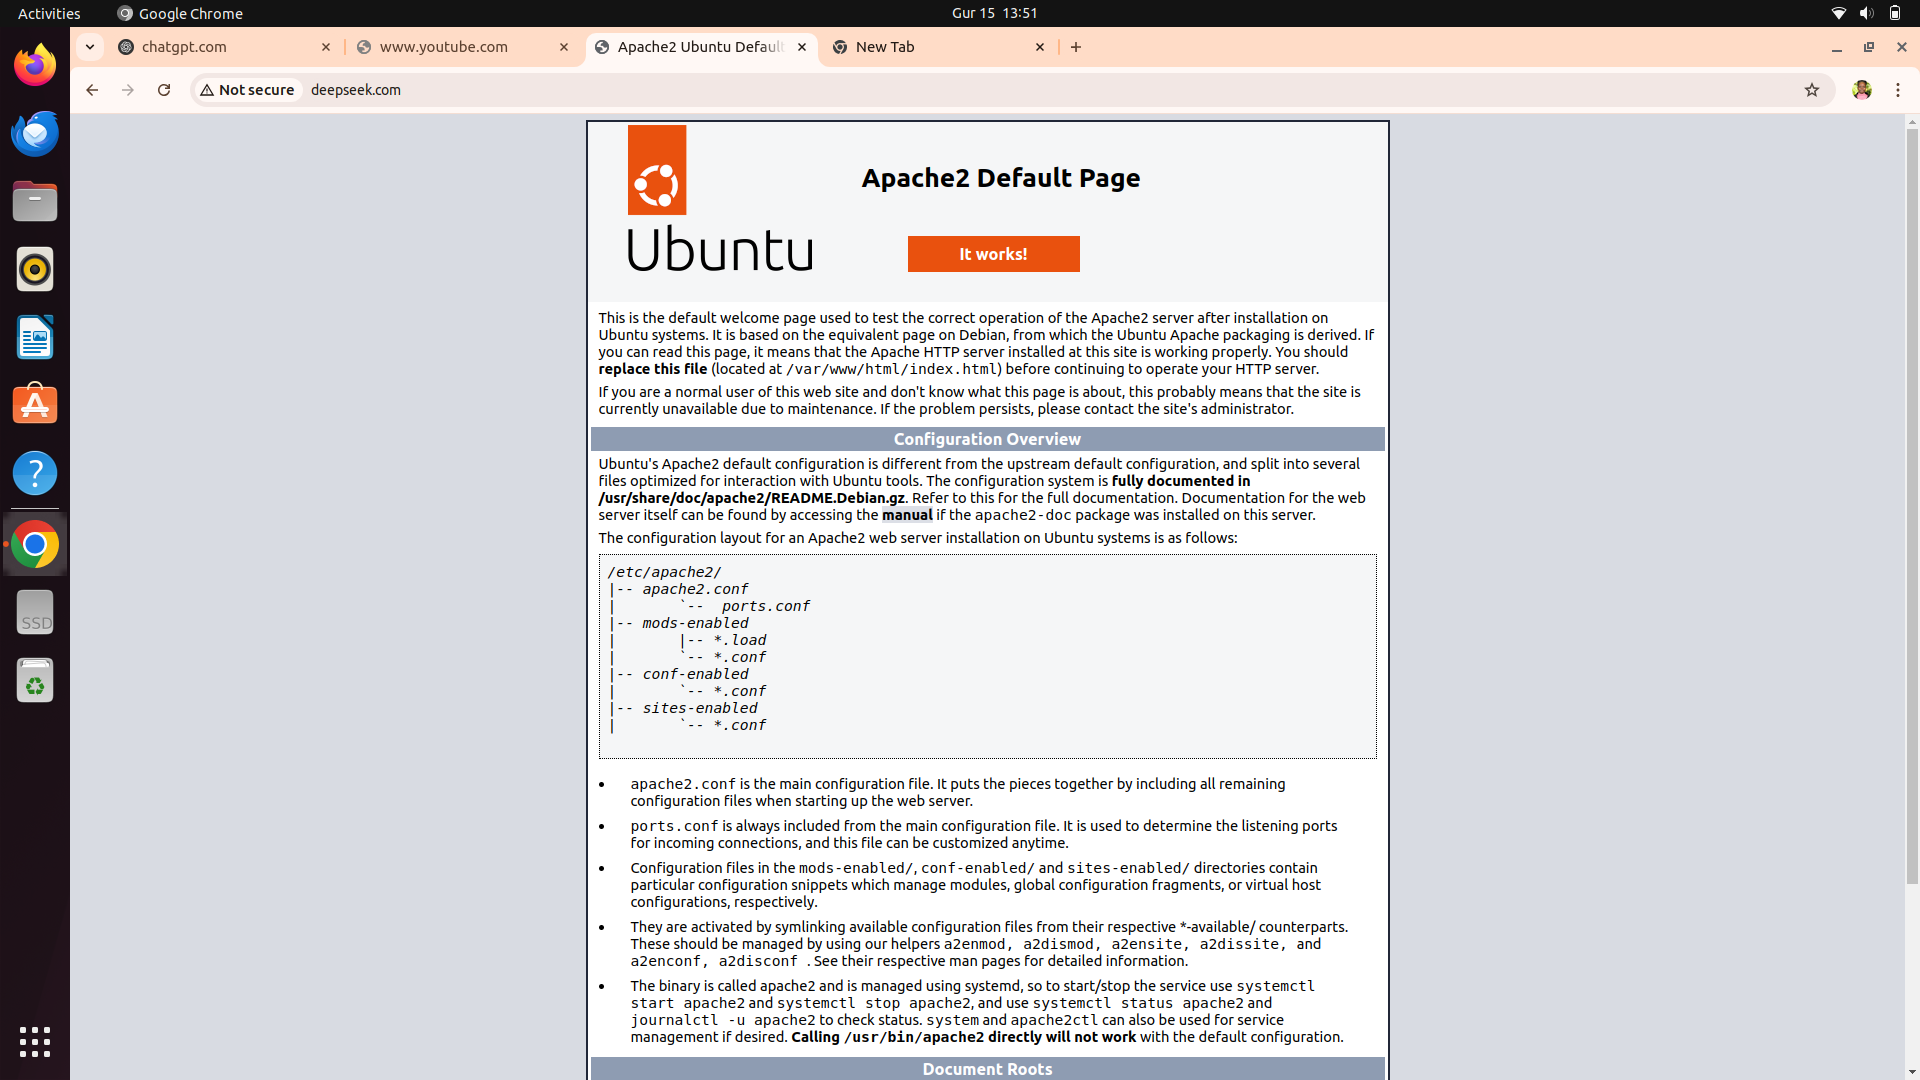 Activities
Google Chrome
Gur 15 13:51
chatgpt.com
www.youtube.com
Apache2 Ubuntu Defaul
New Tab
Not secure
deepseek.com
Apache2 Default Page
Ubuntu
It works!
This is the default welcome page used to test the correct operation of the Apache2 server after installation on
Ubuntu systems. It is based on the equivalent page on Debian, from which the Ubuntu Apache packaging is derived. If
you can read this page, it means that the Apache HTTP server installed at this site is working properly. You should
replace this file (located at /var/www/html/index.html) before continuing to operate your HTTP server.
If you are a normal user of this web site and don't know what this page is about, this probably means that the site is
currently unavailable due to maintenance. If the problem persists, please contact the site's administrator.
Configuration Overview
Ubuntu's Apache2 default configuration is different from the upstream default configuration, and split into several
files optimized for interaction with Ubuntu tools. The configuration system is fully documented in
/usr/share/doc/apache2/README.Debian.gz. Refer to this for the full documentation. Documentation for the web
server itself can be found by accessing the manual if the apache2-doc package was installed on this server.
The configuration layout for an Apache2 web server installation on Ubuntu systems is as follows:
/etc/apache2/
|-- apache2.conf
|       `--  ports.conf
|-- mods-enabled
|       |-- *.load
|       `-- *.conf
|-- conf-enabled
|       `-- *.conf
|-- sites-enabled
|       `-- *.conf
• apache2.conf is the main configuration file. It puts the pieces together by including all remaining
configuration files when starting up the web server.
• ports.conf is always included from the main configuration file. It is used to determine the listening ports
for incoming connections, and this file can be customized anytime.
• Configuration files in the mods-enabled/, conf-enabled/ and sites-enabled/ directories contain
particular configuration snippets which manage modules, global configuration fragments, or virtual host
configurations, respectively.
• They are activated by symlinking available configuration files from their respective *-available/ counterparts.
These should be managed by using our helpers a2enmod, a2dismod, a2ensite, a2dissite, and
a2enconf, a2disconf . See their respective man pages for detailed information.
• The binary is called apache2 and is managed using systemd, so to start/stop the service use systemctl
start apache2 and systemctl stop apache2, and use systemctl status apache2 and
journalctl -u apache2 to check status. system and apache2ctl can also be used for service
management if desired. Calling /usr/bin/apache2 directly will not work with the default configuration.
Document Roots
SSD